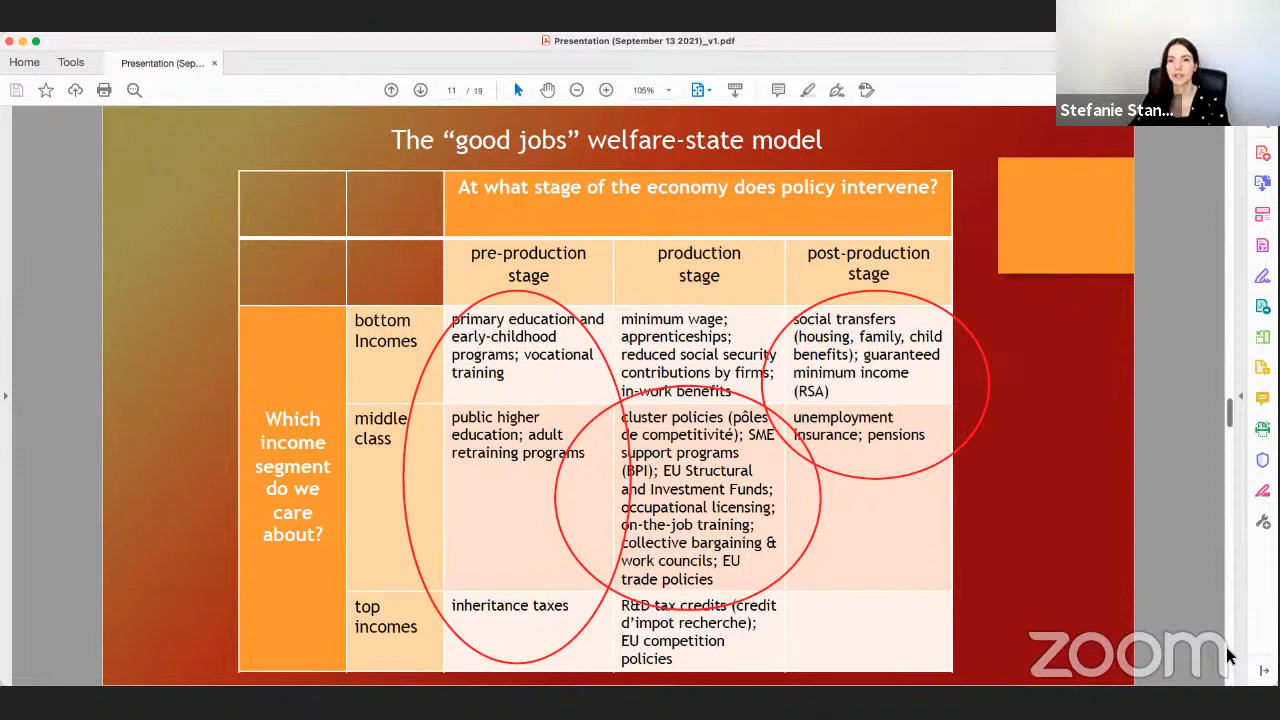 Presentation (September 13 2021)_v1.pdf
Home
Tools
Presentation (Sep...
×
11 / 19
105%
Stefanie Stan...
The “good jobs” welfare-state model
At what stage of the economy does policy intervene?
pre-production
stage
production
stage
post-production
stage
Which
income
segment
do we
care
about?
bottom
Incomes
primary education and
early-childhood
programs; vocational
training
minimum wage;
apprenticeships;
reduced social security
contributions by firms;
in-work benefits
social transfers
(housing, family, child
benefits); guaranteed
minimum income
(RSA)
middle
class
public higher
education; adult
retraining programs
cluster policies (pôles
de competitivité); SME
support programs
(BPI); EU Structural
and Investment Funds;
occupational licensing;
on-the-job training;
collective bargaining &
work councils; EU
trade policies
unemployment
insurance; pensions
top
incomes
inheritance taxes
R&D tax credits (credit
d’impot recherche);
EU competition
policies
zoom